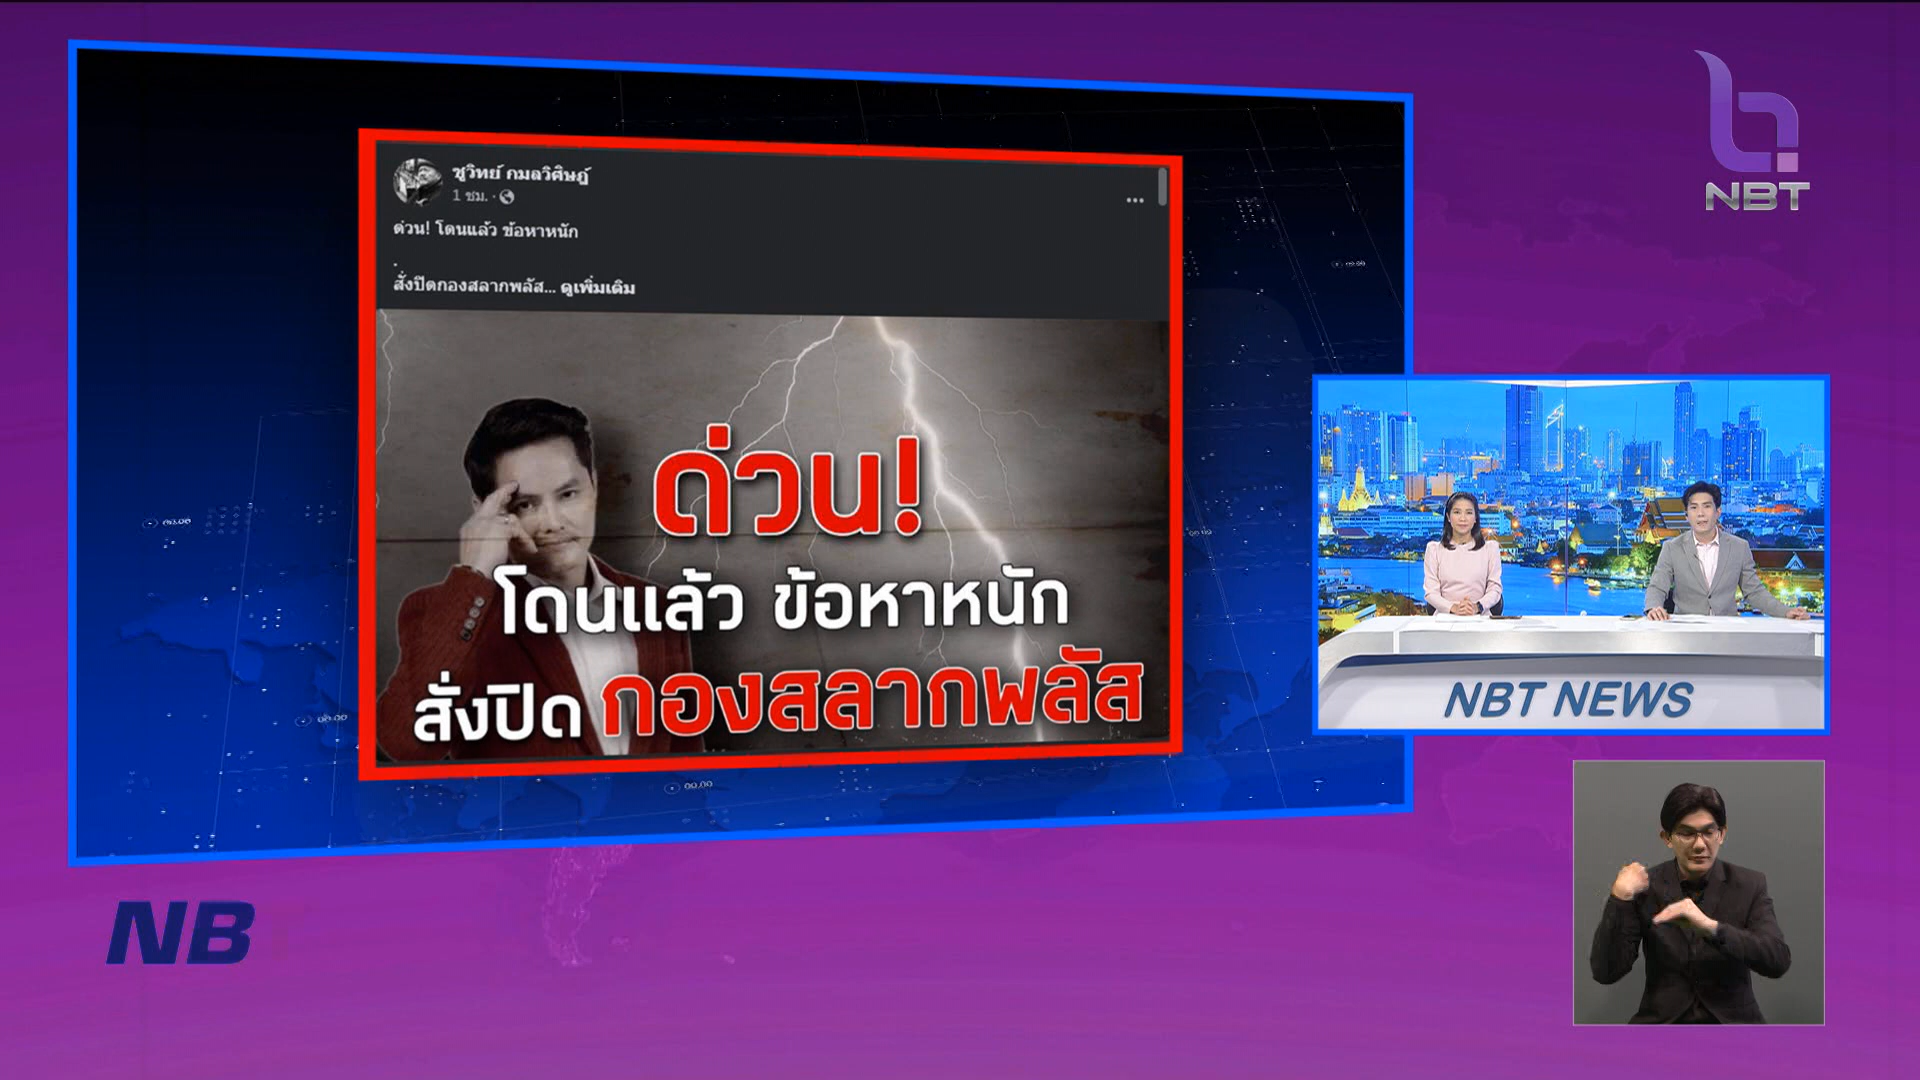 ชูวิทย์ กมลวิศิษฎ์
1 ชม. ·
ด่วน! โดนแล้ว ข้อหาหนัก
.
สั่งปิดกองสลากพลัส... ดูเพิ่มเติม
ด่วน!
โดนแล้ว ข้อหาหนัก
สั่งปิด กองสลากพลัส
NBT
NBT NEWS
NB